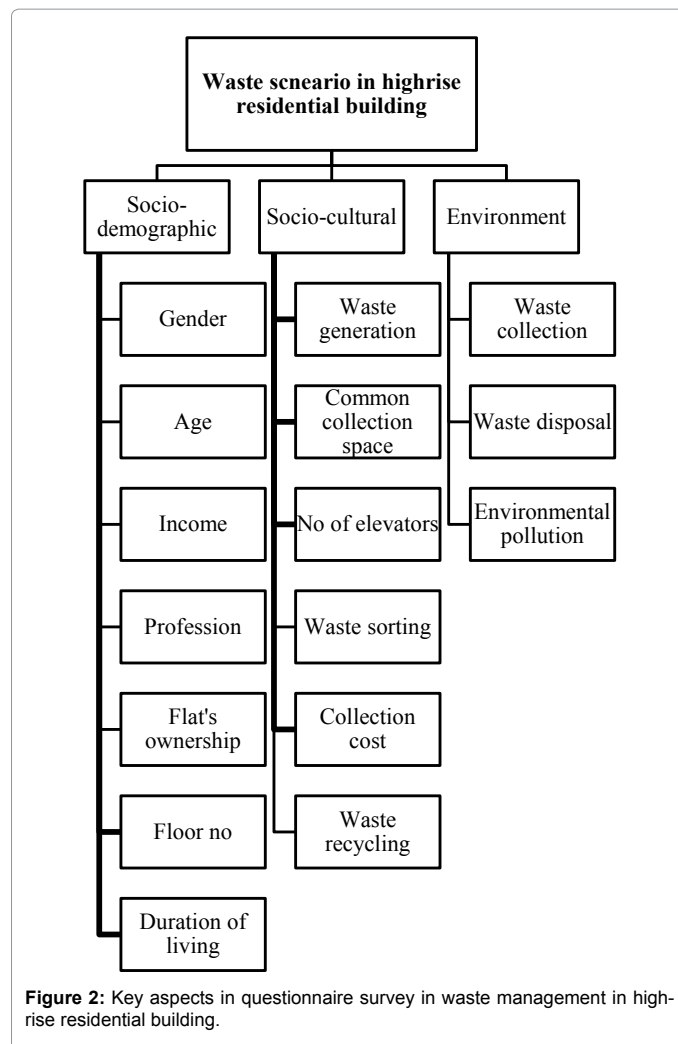 Waste scneario in highrise
residential building
Socio-
demographic
Gender
Age
Income
Profession
Flat's
ownership
Floor no
Duration of
living
Socio-cultural
Waste
generation
Common
collection
space
No of elevators
Waste sorting
Collection
cost
Waste
recycling
Environment
Waste
collection
Waste disposal
Environmental
pollution
Figure 2: Key aspects in questionnaire survey in waste management in high-
rise residential building.